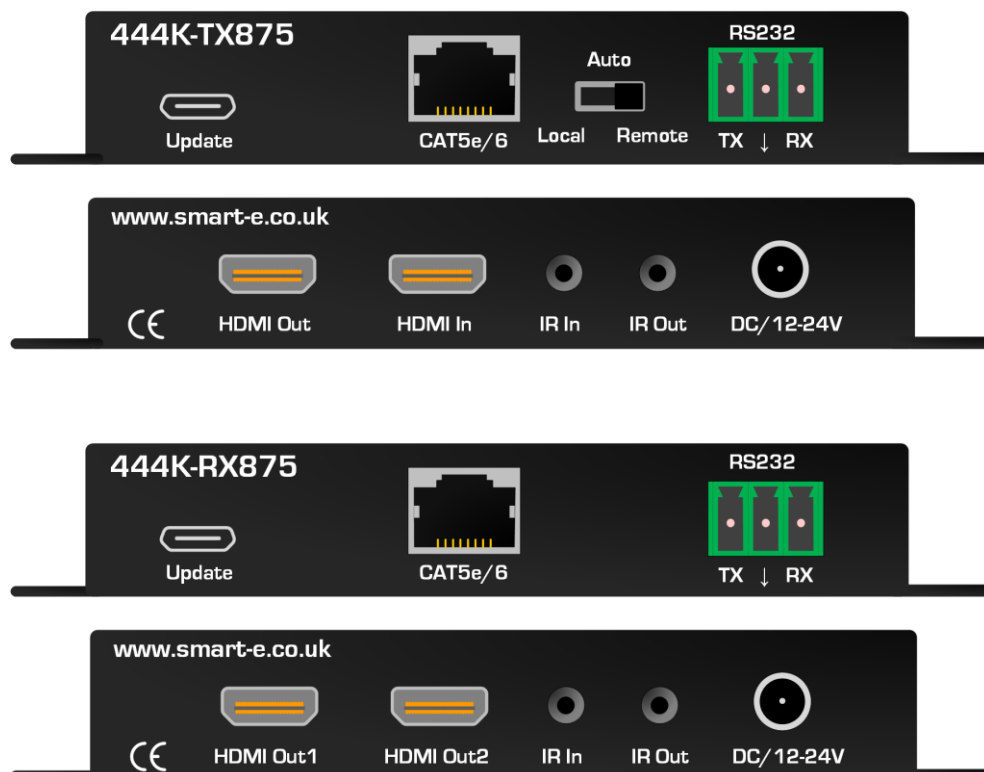 444K-TX875
RS232
Auto
Update
CAT5e/6
Local
Remote
TX ↓ RX
www.smart-e.co.uk
CE
HDMI Out
HDMI In
IR In
IR Out
DC/12-24V
444K-RX875
RS232
Update
CAT5e/6
TX ↓ RX
www.smart-e.co.uk
CE
HDMI Out1
HDMI Out2
IR In
IR Out
DC/12-24V